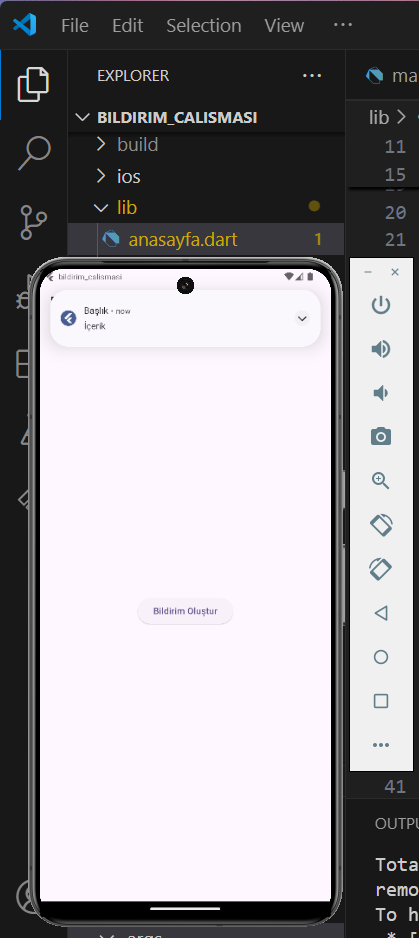 File Edit Selection View ...
EXPLORER ...
ma
BILDIRIM_CALISMASI
lib >
build
11
ios
15
lib
20
anasayfa.dart 1
21
bildirim_calismasi
Başlık • now
İçerik
Bildirim Oluştur
41
OUTPU
Tota
remo
To h
* [
args